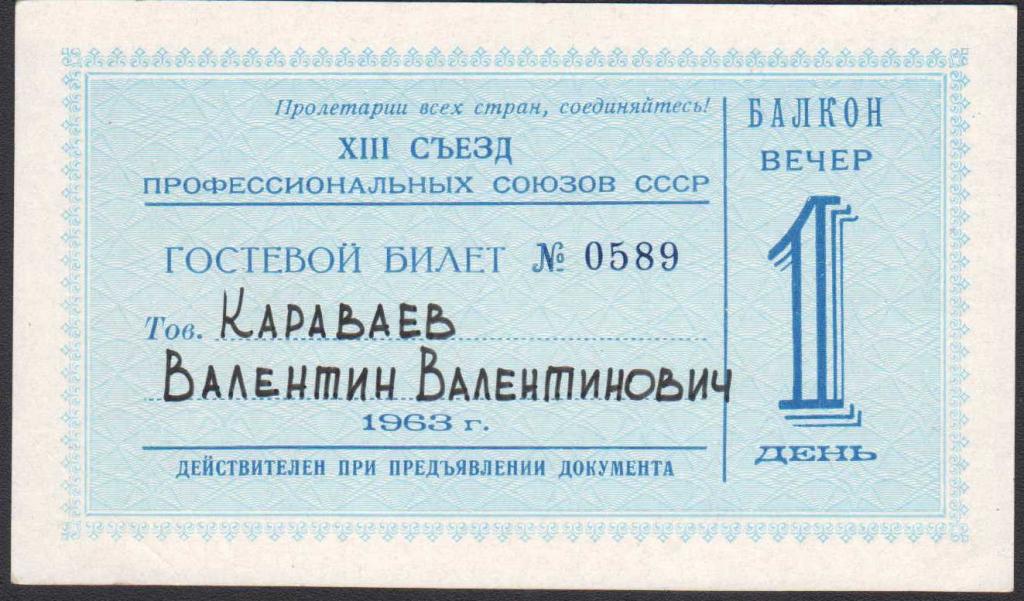 Пролетарии всех стран, соединяйтесь!
XIII СЪЕЗД
ПРОФЕССИОНАЛЬНЫХ СОЮЗОВ СССР
ГОСТЕВОЙ БИЛЕТ № 0589
Тов. КАРАВАЕВ
ВАЛЕНТИН ВАЛЕНТИНОВИЧ
1963 г.
ДЕЙСТВИТЕЛЕН ПРИ ПРЕДЪЯВЛЕНИИ ДОКУМЕНТА
БАЛКОН
ВЕЧЕР
1
ДЕНЬ